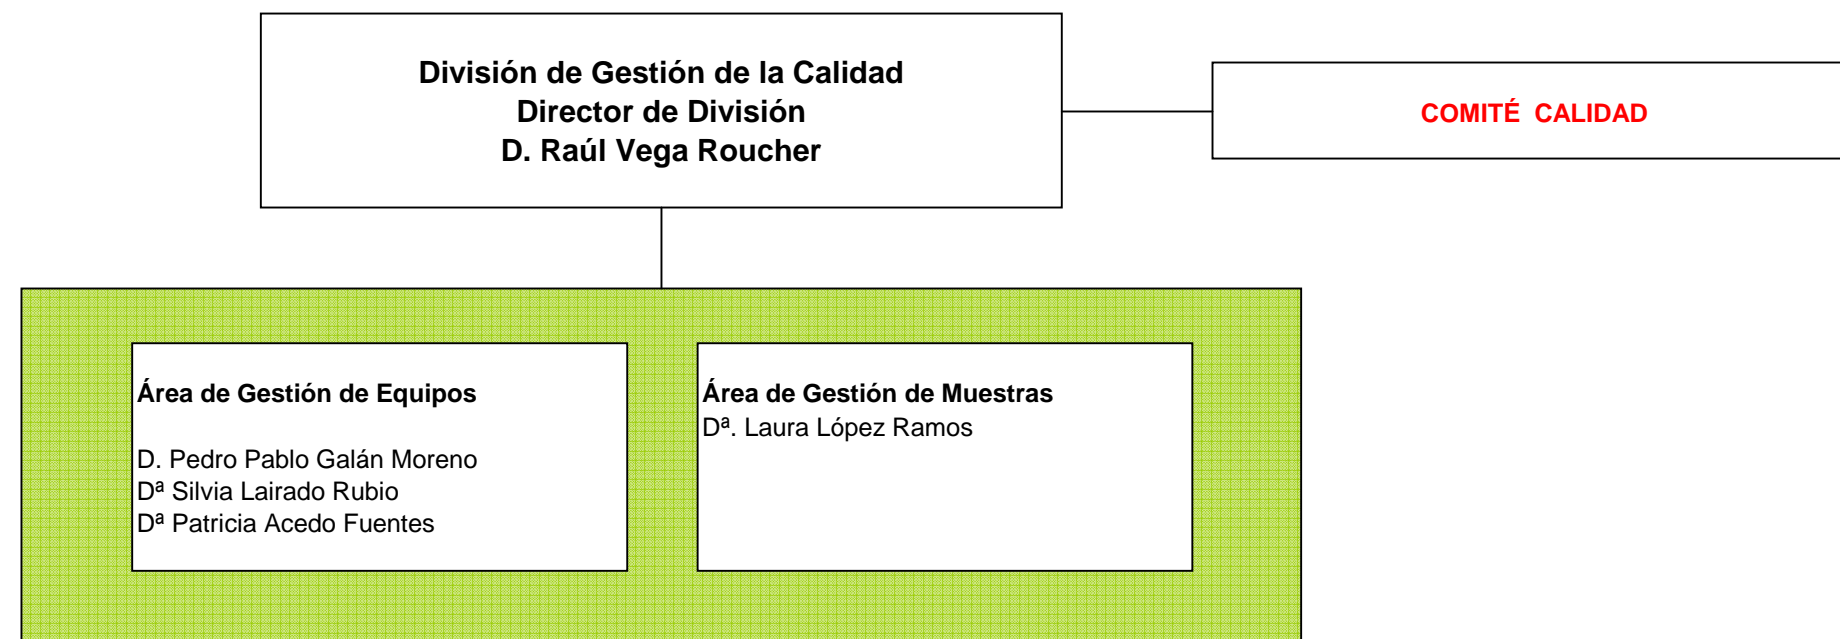 División de Gestión de la Calidad
Director de División
D. Raúl Vega Roucher
COMITÉ CALIDAD
Área de Gestión de Equipos
D. Pedro Pablo Galán Moreno
Dª Silvia Lairado Rubio
Dª Patricia Acedo Fuentes
Área de Gestión de Muestras
Dª. Laura López Ramos